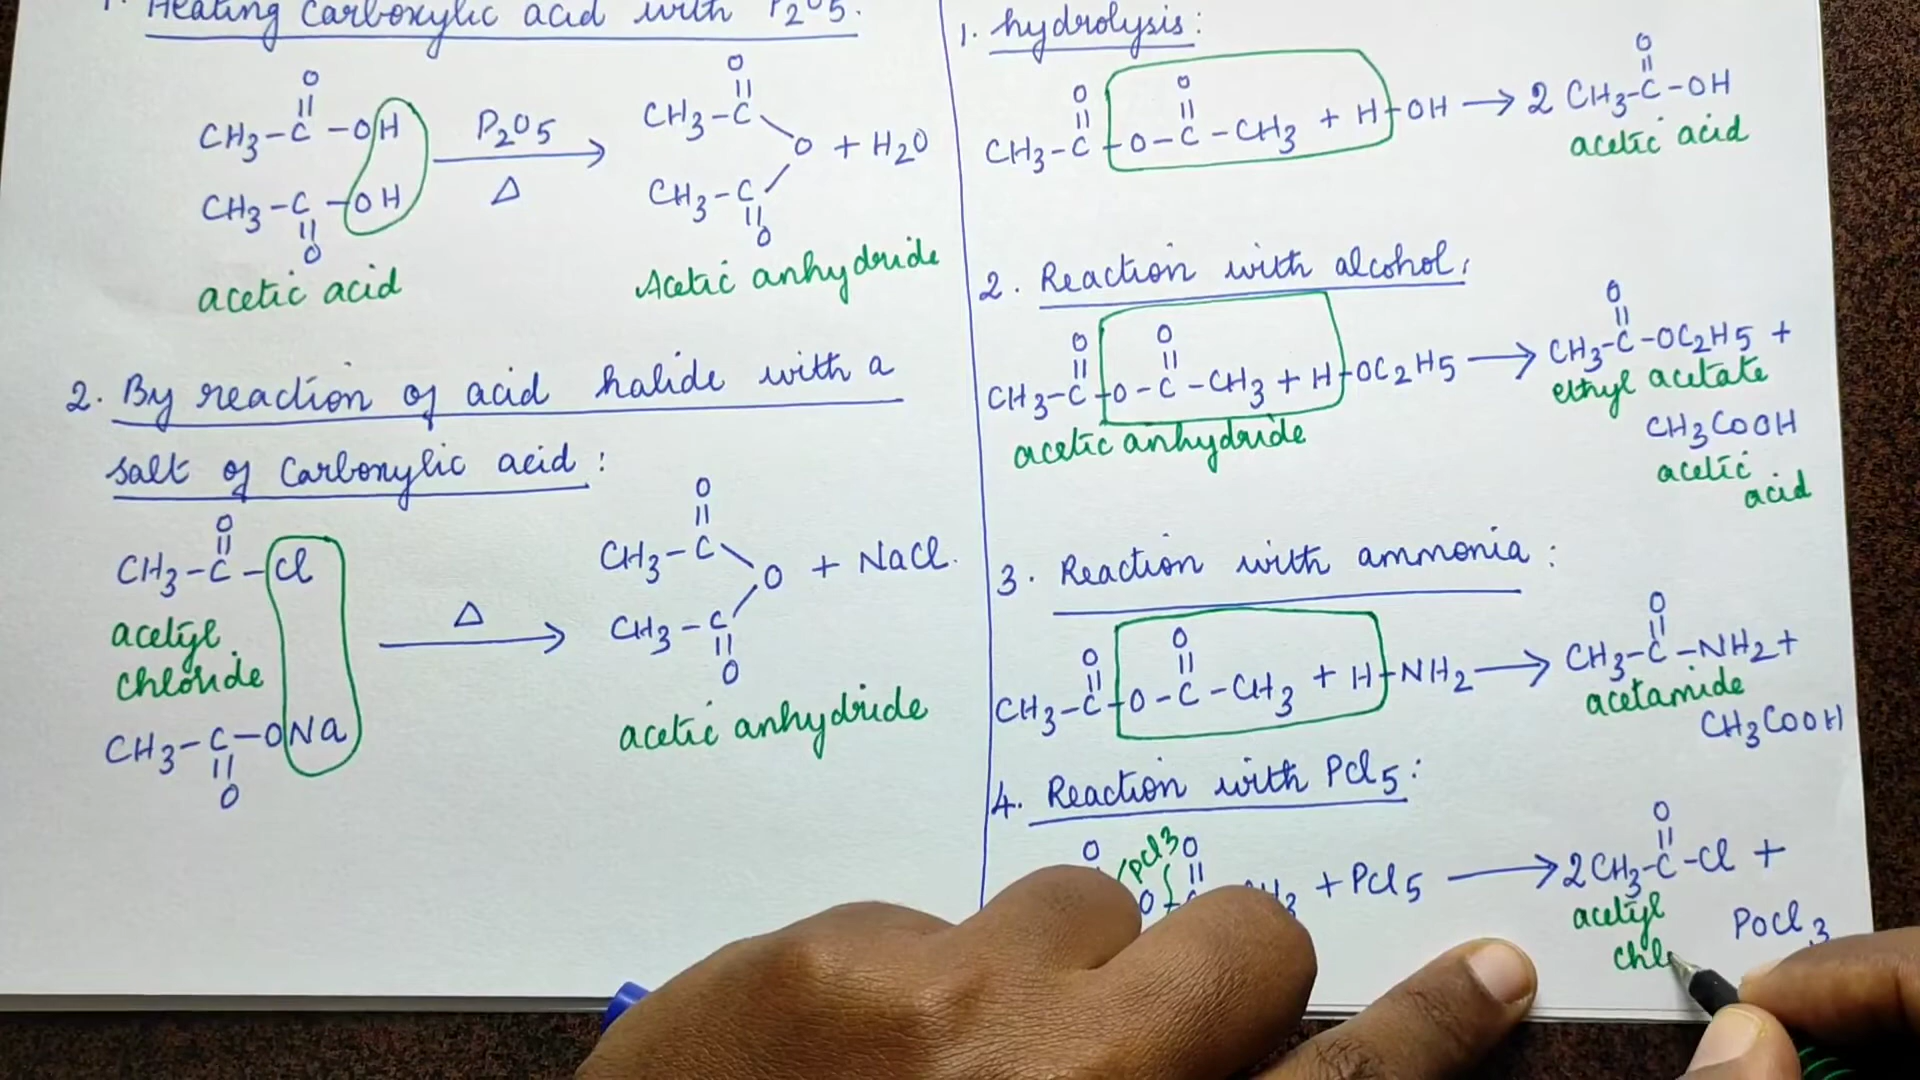 Heating Carboxylic acid with P2O5.
O
CH3-C-OH
P2O5
Δ
CH3-C-OH
O
acetic acid
O
CH3-C
O + H2O
CH3-C
O
Acetic anhydride
2. By reaction of acid halide with a
salt of Carboxylic acid :
O
CH3-C-Cl
acetyl
chloride
CH3-C-ONa
O
Δ
O
CH3-C
O + NaCl.
CH3-C
O
acetic anhydride
1. hydrolysis:
O O O
CH3-C-O-C-CH3 + H-OH → 2 CH3-C-OH
acetic acid
2. Reaction with alcohol:
O O O
CH3-C-O-C-CH3 + H-OC2H5 → CH3-C-OC2H5 +
acetic anhydride
ethyl acetate
CH3COOH
acetic
acid
3. Reaction with ammonia :
O O O
CH3-C-O-C-CH3 + H-NH2 → CH3-C-NH2 +
acetamide
CH3COOH
4. Reaction with PCl5 :
O /PCl3 O O
O + PCl5 → 2CH3-C-Cl +
acetyl
POCl3